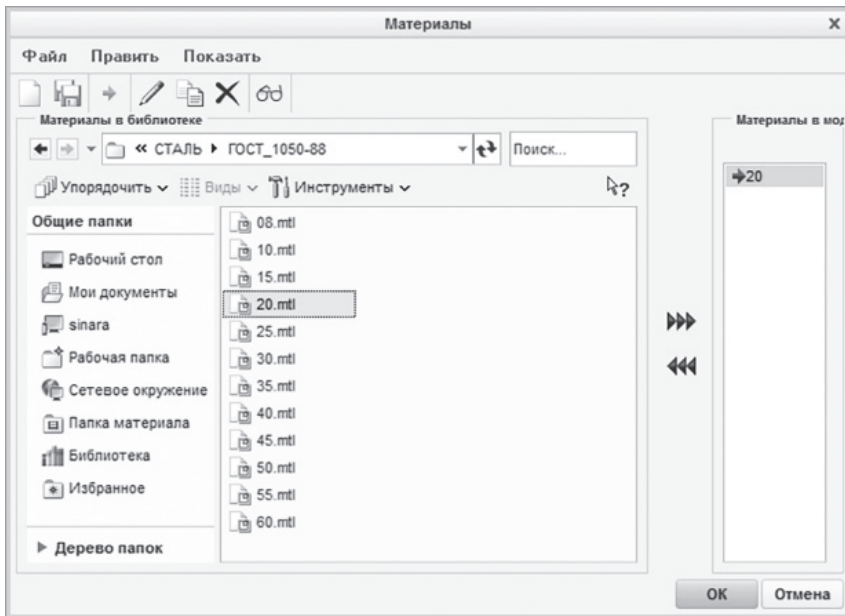 Материалы
Файл Править Показать
Материалы в библиотеке
« СТАЛЬ ГОСТ_1050-88
Поиск...
Упорядочить Виды Инструменты
Общие папки
Рабочий стол
Мои документы
sinara
Рабочая папка
Сетевое окружение
Папка материала
Библиотека
Избранное
Дерево папок
08.mtl
10.mtl
15.mtl
20.mtl
25.mtl
30.mtl
35.mtl
40.mtl
45.mtl
50.mtl
55.mtl
60.mtl
Материалы в мод
20
OK Отмена